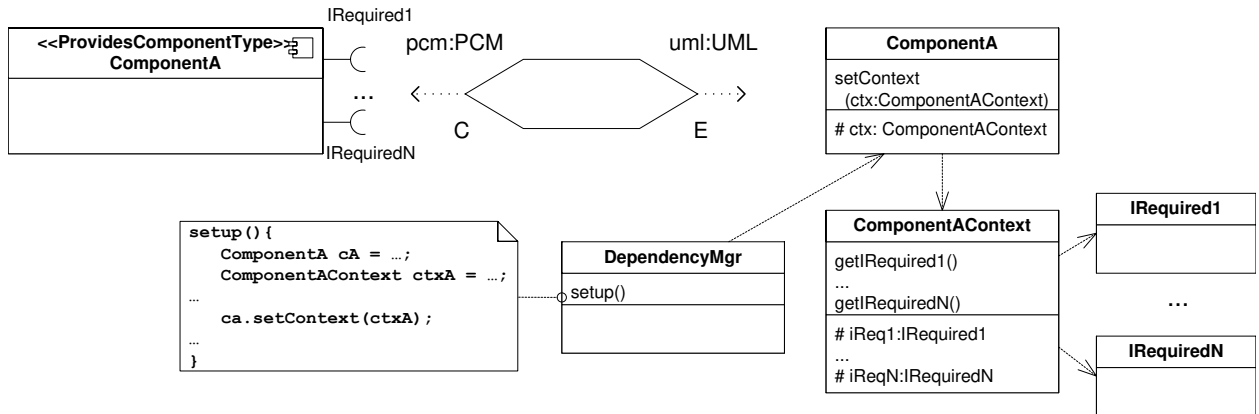 IRequired1
<<ProvidesComponentType>>
ComponentA
...
IRequiredN
pcm:PCM
uml:UML
C
E
ComponentA
setContext
(ctx:ComponentAContext)
# ctx: ComponentAContext
setup(){
ComponentA cA = …;
ComponentAContext ctxA = …;
…
ca.setContext(ctxA);
…
}
DependencyMgr
setup()
ComponentAContext
getIRequired1()
...
getIRequiredN()
# iReq1:IRequired1
...
# iReqN:IRequiredN
IRequired1
...
IRequiredN